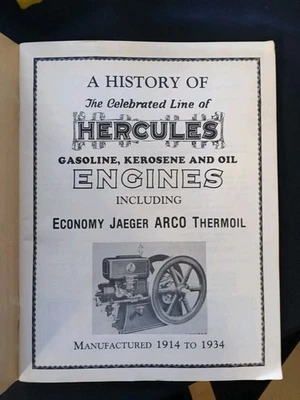 A HISTORY OF
The Celebrated Line of
HERCULES
GASOLINE, KEROSENE AND OIL
ENGINES
INCLUDING
ECONOMY JAEGER ARCO THERMOIL
MANUFACTURED 1914 TO 1934